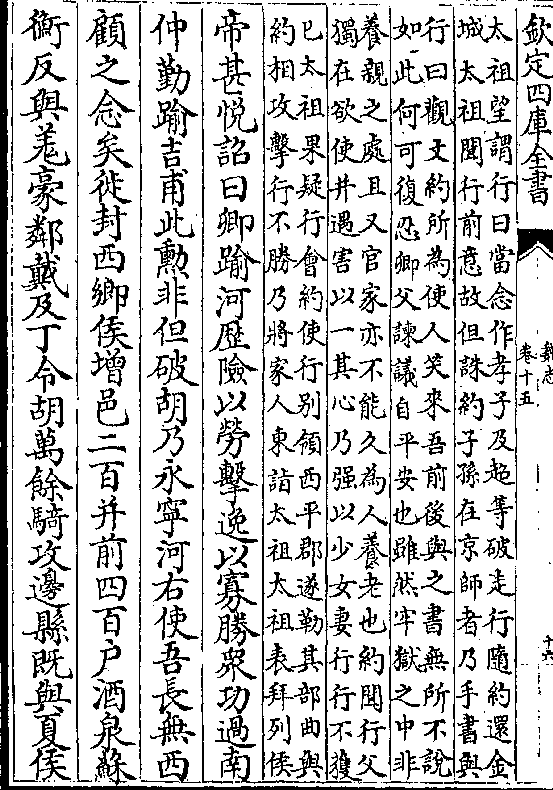 欽定四庫全書
魏志
卷十五
十六
太祖望謂行曰當念作孝子及超等破走行隨約還金
城太祖聞行前意故但誅約子孫在京師者乃手書與
行曰觀文約所為使人笑來吾前後與之書無所不說
如此何可復忍卿父諫議自平安也雖然牢獄之中非
養親之處且又官家亦不能久為人養老也約聞行父
獨在欲使并遇害以一其心乃强以少女妻行行不獲
已太祖果疑行會約使行别領西平郡遂勒其部曲與
約相攻擊行不勝乃將家人東詣太祖太祖表拜列侯
帝甚悦詔曰卿踰河歴險以勞擊逸以寡勝衆功過南
仲勤踰吉甫此勲非但破胡乃永寧河右使吾長無西
顧之念矣徙封西鄉侯增邑二百并前四百户酒泉蘇
衡反與羌豪鄰戴及丁令胡萬餘騎攻邊縣既與夏侯